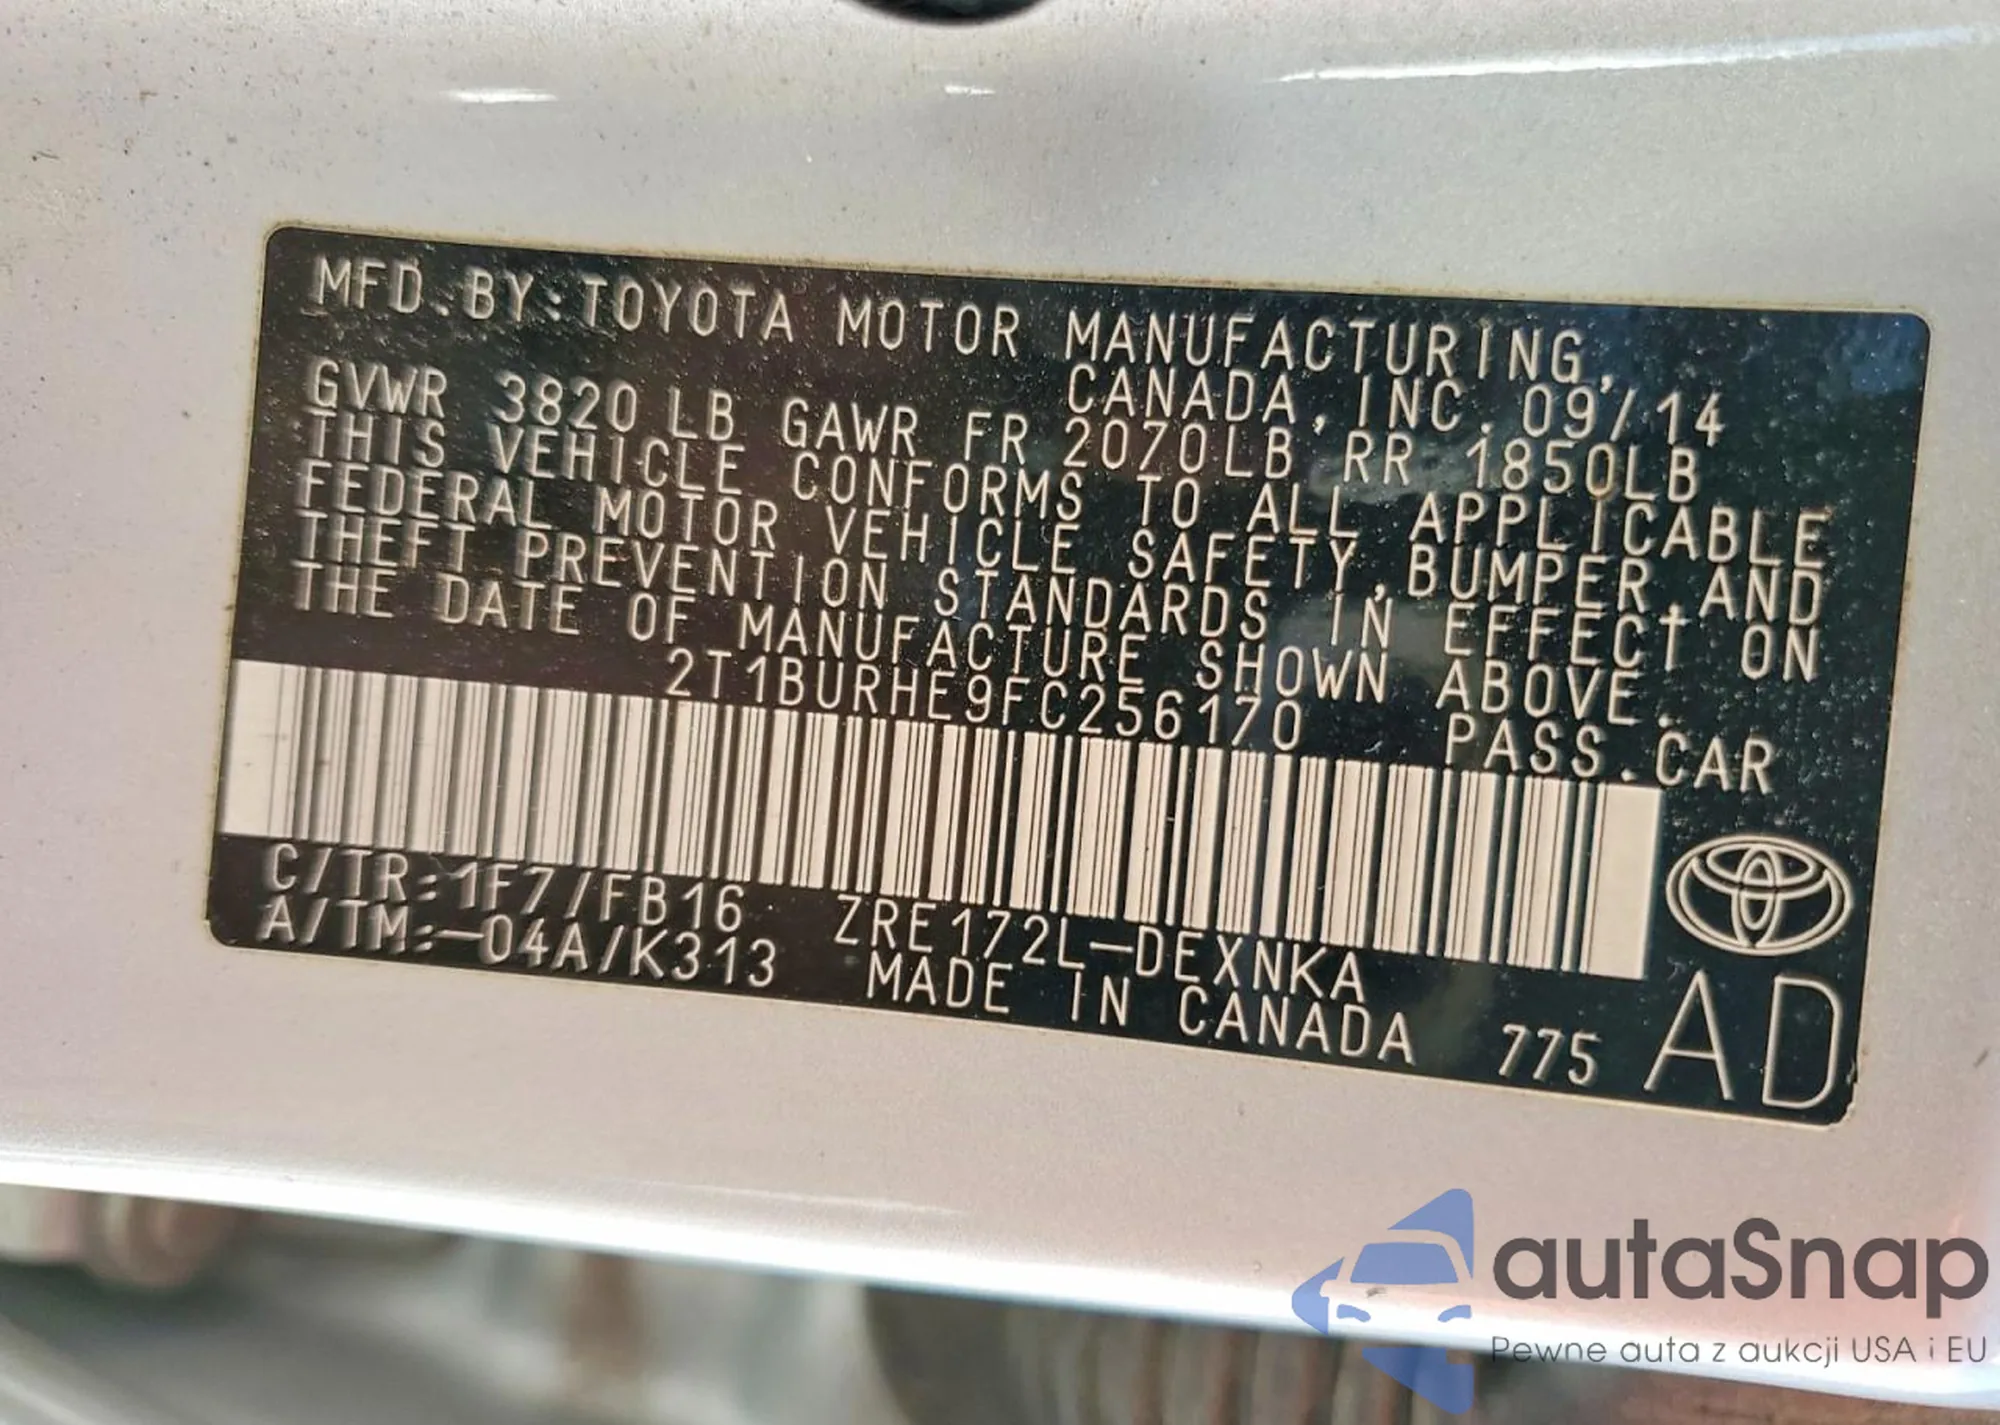 MFD.BY:TOYOTA MOTOR MANUFACTURING,
CANADA,INC. 09/14
GVWR 3820 LB GAWR FR 2070LB RR 1850LB
THIS VEHICLE CONFORMS TO ALL APPLICABLE
FEDERAL MOTOR VEHICLE SAFETY,BUMPER,AND
THEFT PREVENTION STANDARDS IN EFFECT ON
THE DATE OF MANUFACTURE SHOWN ABOVE.
2T1BURHE9FC256170 PASS.CAR
C/TR:1F7/FB16 ZRE172L-DEXNKA
A/TM:-04A/K313 MADE IN CANADA 775 AD
autaSnap
Pewne auta z aukcji USA i EU